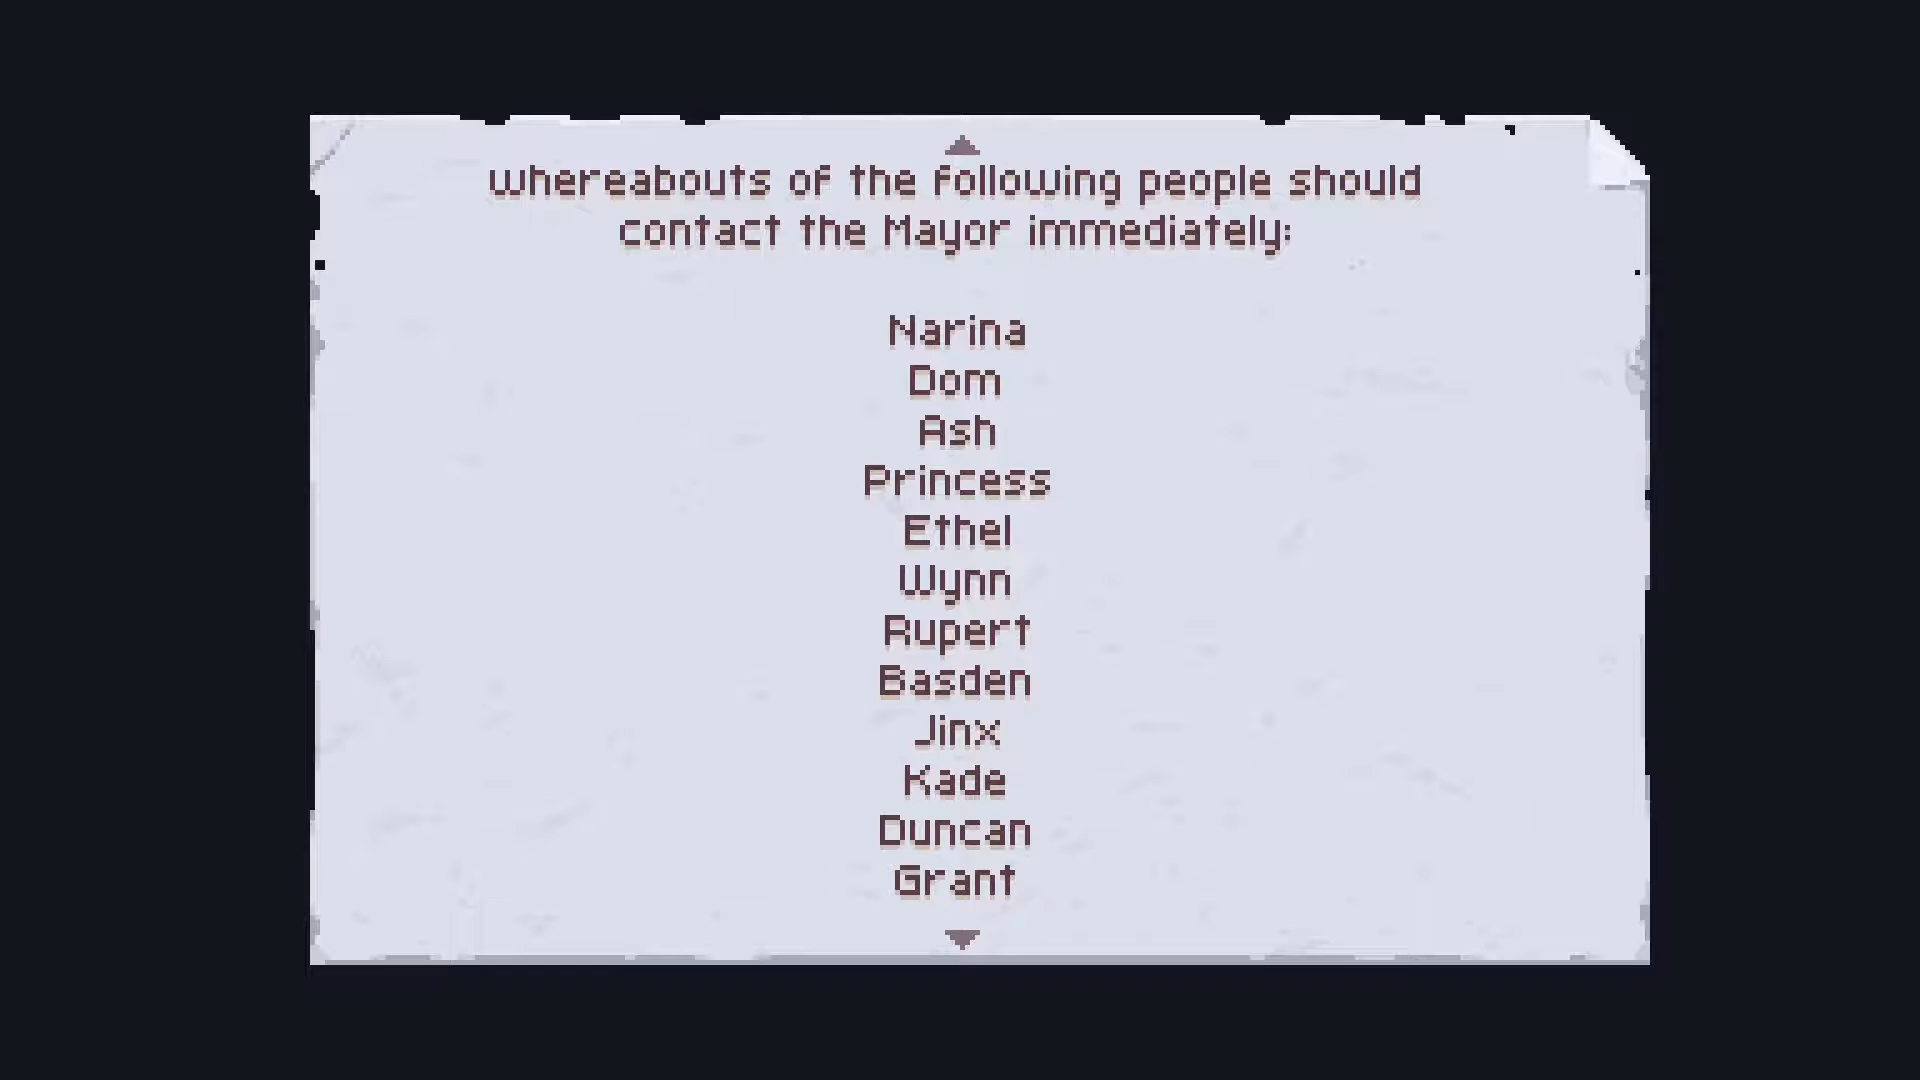 whereabouts of the following people should
contact the Mayor immediately:
Narina
Dom
Ash
Princess
Ethel
Wynn
Rupert
Basden
Jinx
Kade
Duncan
Grant